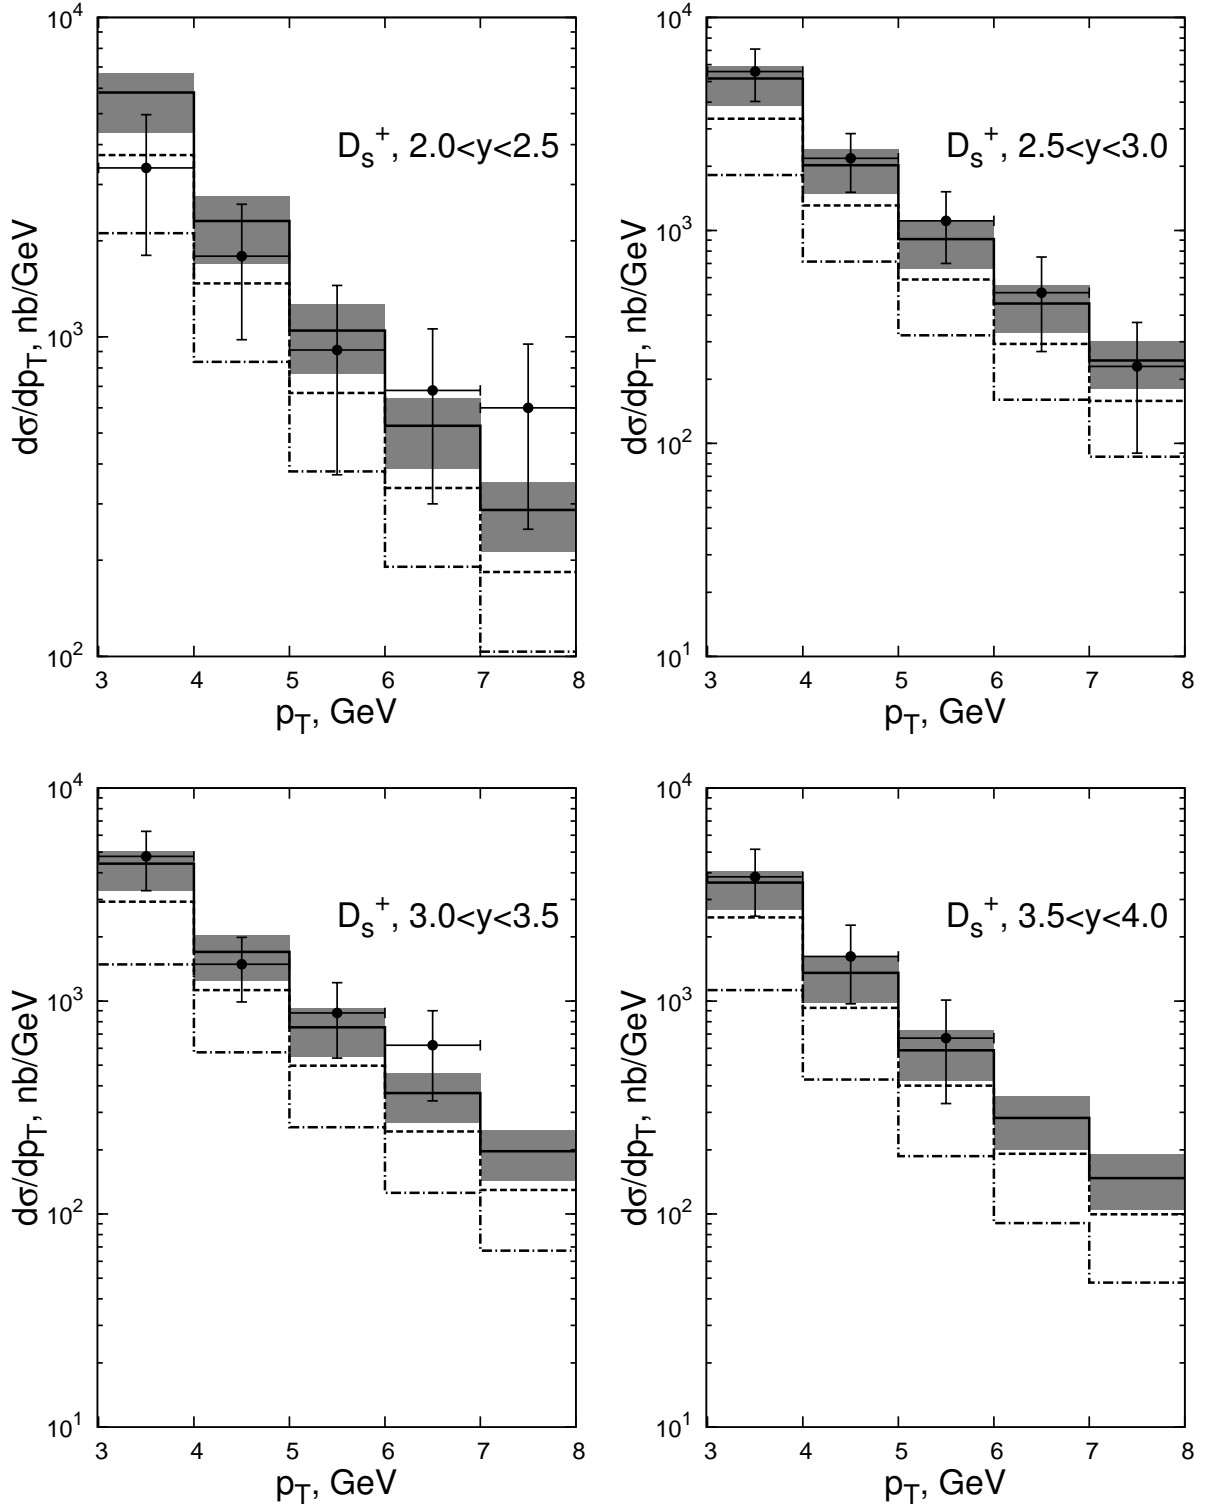 10^4
10^3
10^2
dσ/dp_T, nb/GeV
D_s^+, 2.0<y<2.5
3 4 5 6 7 8
p_T, GeV
10^4
10^3
10^2
10^1
dσ/dp_T, nb/GeV
D_s^+, 2.5<y<3.0
3 4 5 6 7 8
p_T, GeV
10^4
10^3
10^2
10^1
dσ/dp_T, nb/GeV
D_s^+, 3.0<y<3.5
3 4 5 6 7 8
p_T, GeV
10^4
10^3
10^2
10^1
dσ/dp_T, nb/GeV
D_s^+, 3.5<y<4.0
3 4 5 6 7 8
p_T, GeV